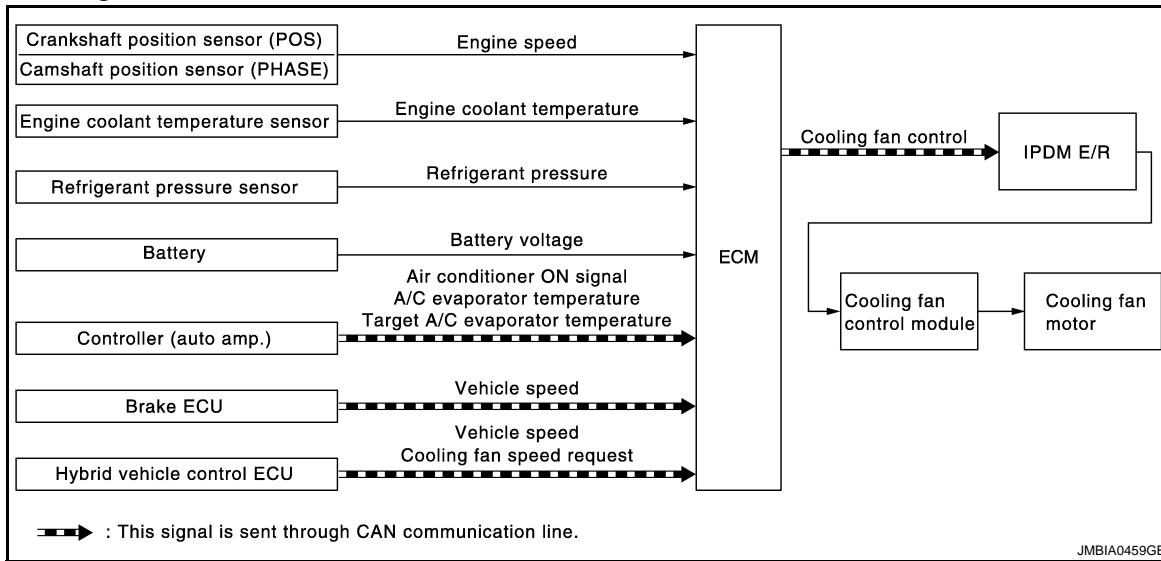 Crankshaft position sensor (POS)
Camshaft position sensor (PHASE)
Engine speed
Engine coolant temperature sensor
Engine coolant temperature
Refrigerant pressure sensor
Refrigerant pressure
Battery
Battery voltage
Controller (auto amp.)
Air conditioner ON signal
A/C evaporator temperature
Target A/C evaporator temperature
Brake ECU
Vehicle speed
Hybrid vehicle control ECU
Vehicle speed
Cooling fan speed request
ECM
Cooling fan control
IPDM E/R
Cooling fan
control module
Cooling fan
motor
: This signal is sent through CAN communication line.